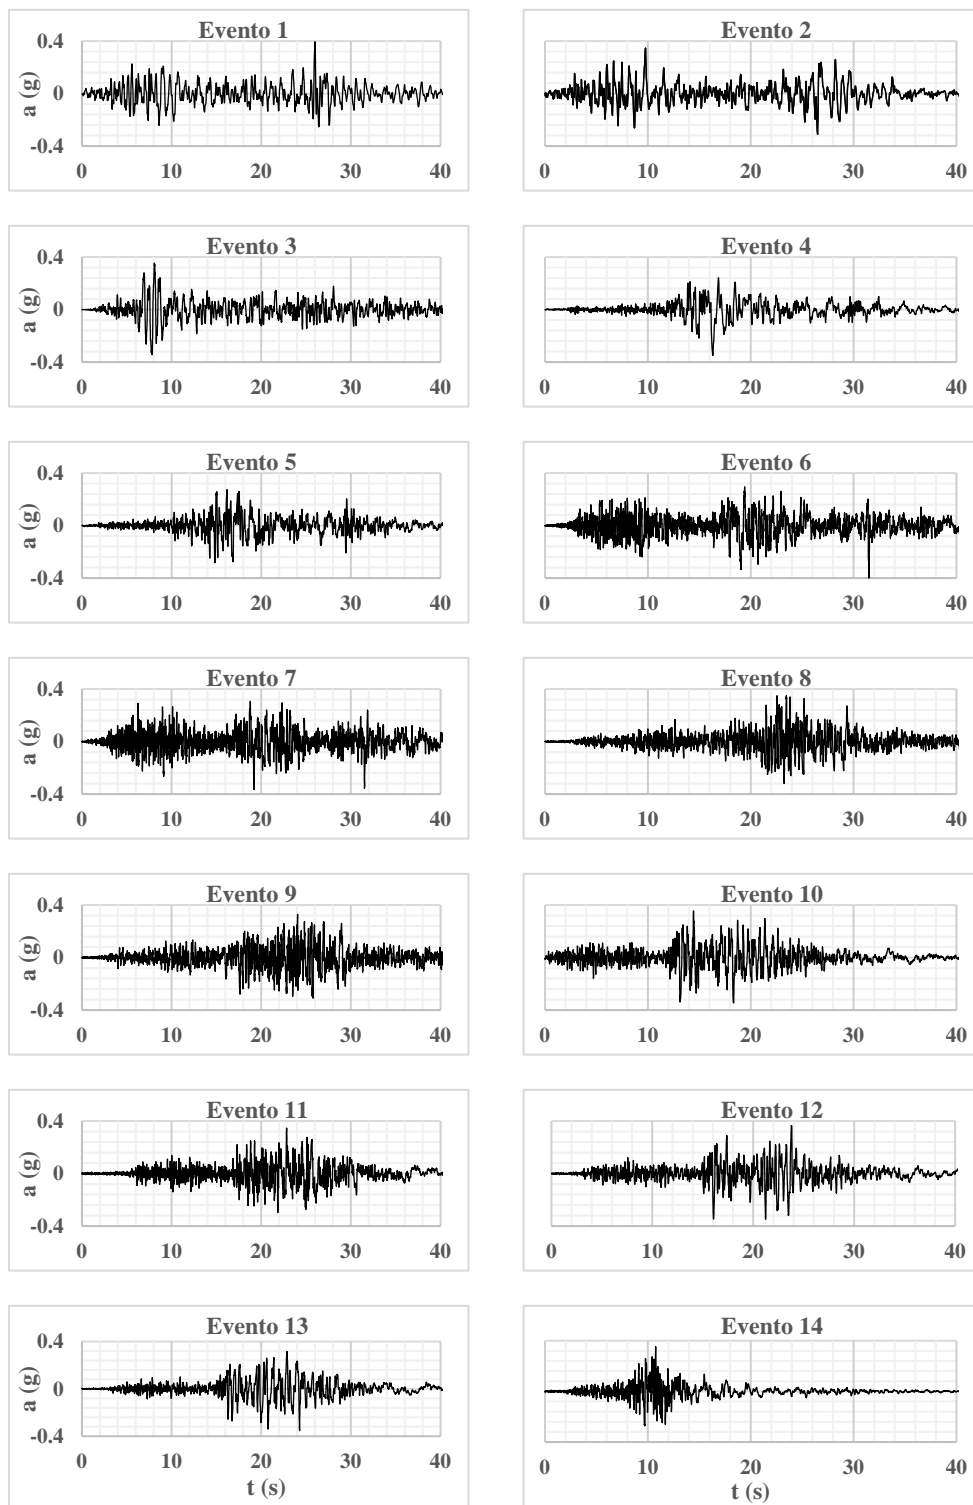 Evento 1
0.4
0
-0.4
a (g)
0 10 20 30 40
Evento 2
0 10 20 30 40
Evento 3
0.4
0
-0.4
a (g)
0 10 20 30 40
Evento 4
0 10 20 30 40
Evento 5
0.4
0
-0.4
a (g)
0 10 20 30 40
Evento 6
0 10 20 30 40
Evento 7
0.4
0
-0.4
a (g)
0 10 20 30 40
Evento 8
0 10 20 30 40
Evento 9
0.4
0
-0.4
a (g)
0 10 20 30 40
Evento 10
0 10 20 30 40
Evento 11
0.4
0
-0.4
a (g)
0 10 20 30 40
Evento 12
0 10 20 30 40
Evento 13
0.4
0
-0.4
a (g)
0 10 20 30 40
t (s)
Evento 14
0 10 20 30 40
t (s)